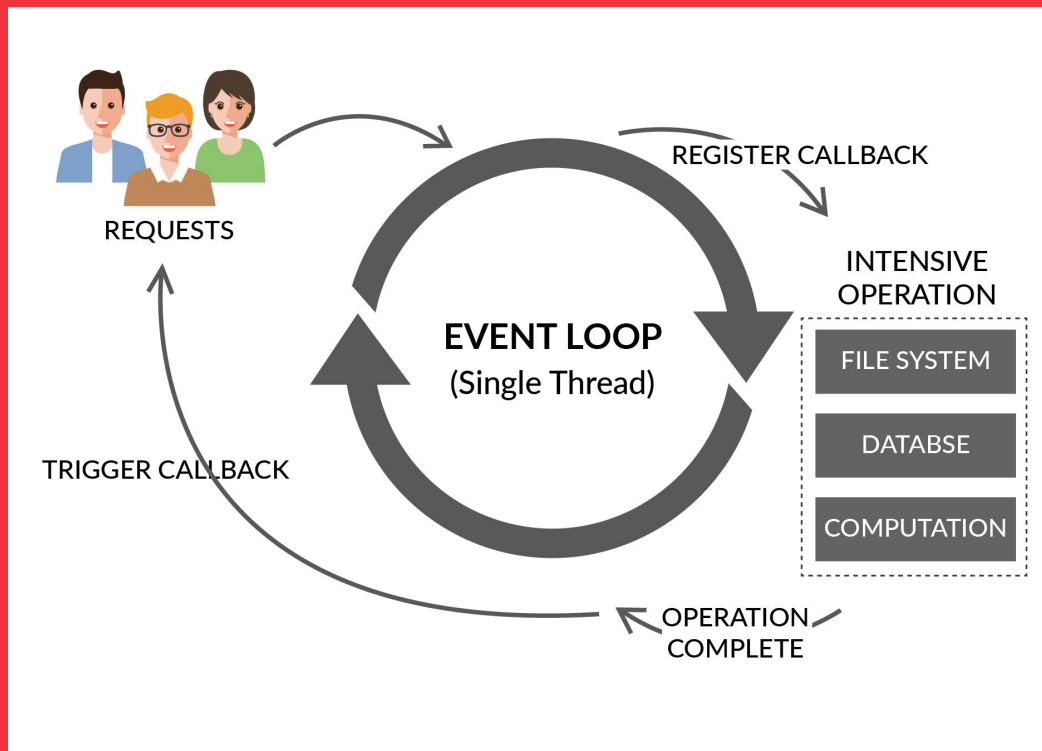 REQUESTS
REGISTER CALLBACK
INTENSIVE
OPERATION
EVENT LOOP
(Single Thread)
FILE SYSTEM
DATABSE
COMPUTATION
TRIGGER CALLBACK
OPERATION
COMPLETE